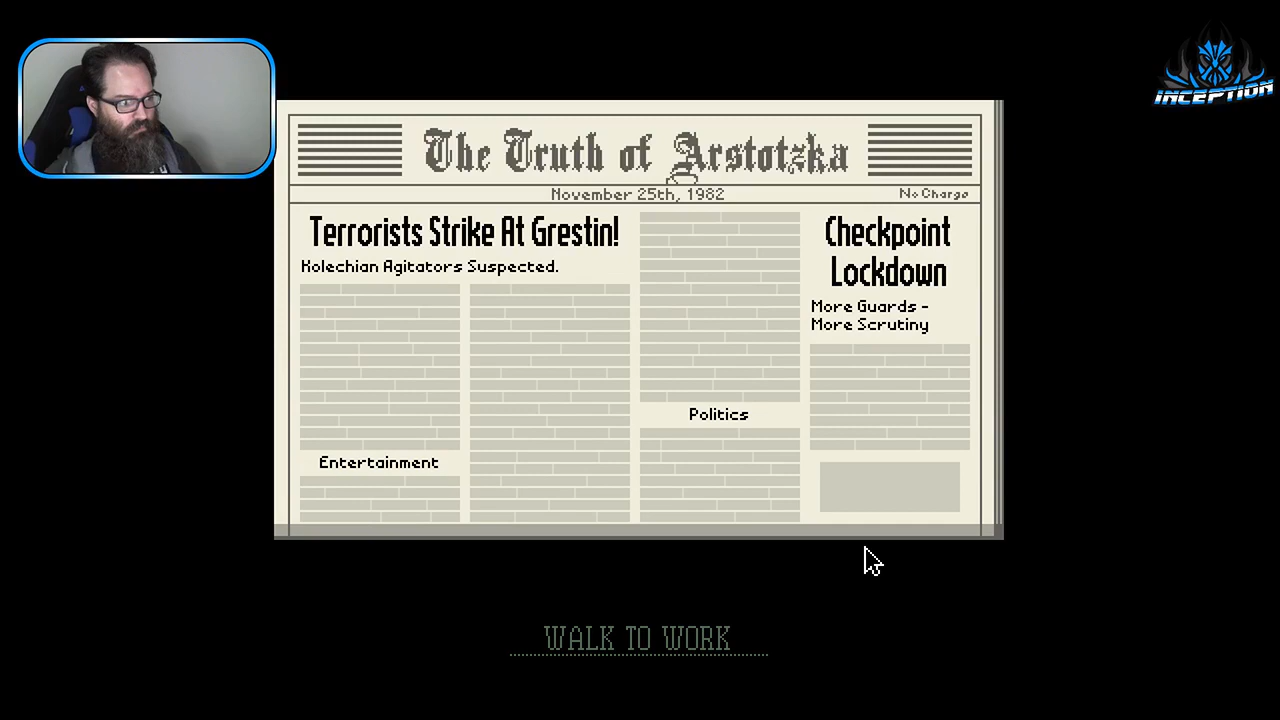 INCEPTION
The Truth of Arstotzka
November 25th, 1982
No Charge
Terrorists Strike At Grestin!
Kolechian Agitators Suspected.
Entertainment
Politics
Checkpoint
Lockdown
More Guards -
More Scrutiny
WALK TO WORK